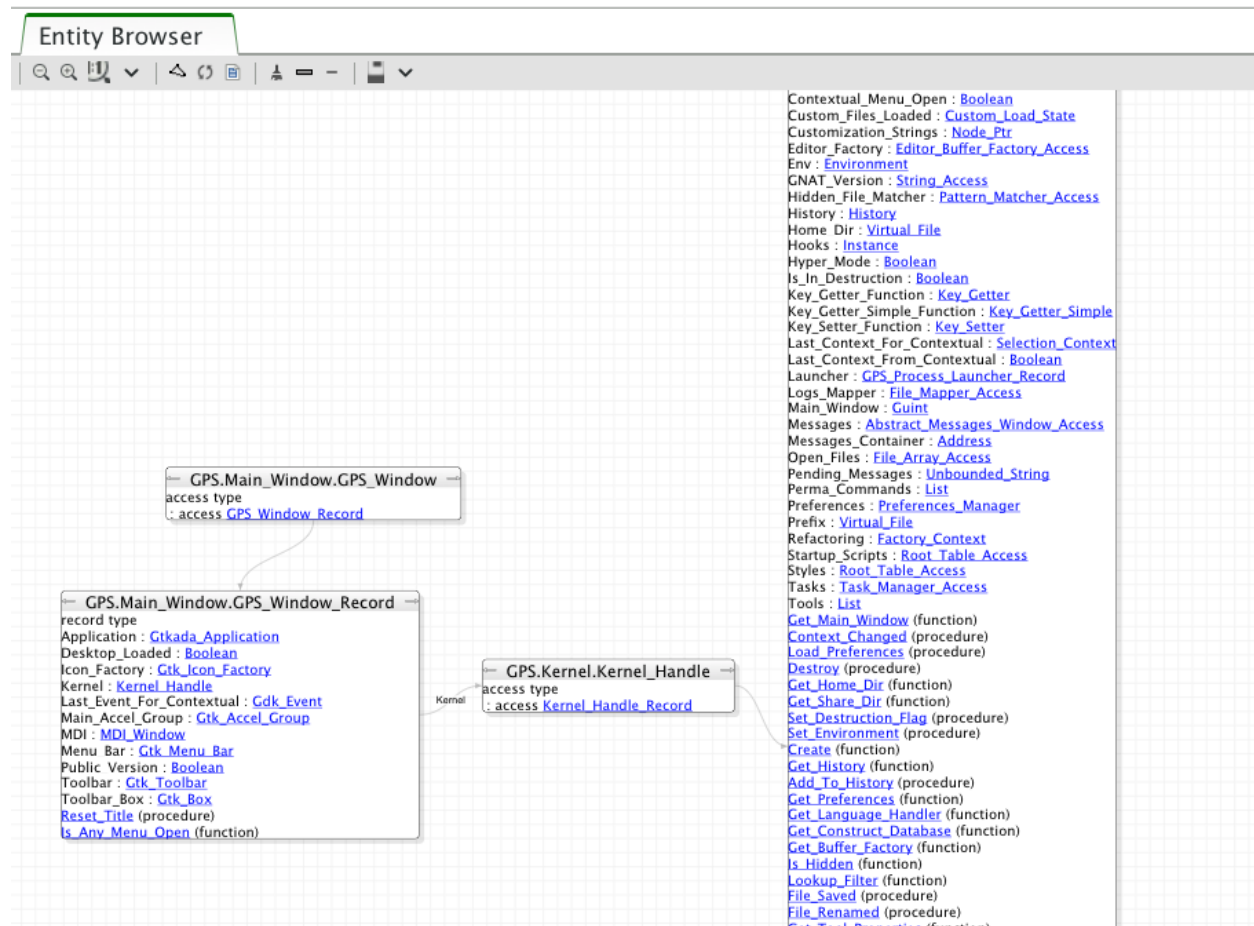 Entity Browser
GPS.Main_Window.GPS_Window
access type
: access GPS_Window_Record
GPS.Main_Window.GPS_Window_Record
record type
Application : Gtkada_Application
Desktop_Loaded : Boolean
Icon_Factory : Gtk_Icon_Factory
Kernel : Kernel_Handle
Last_Event_For_Contextual : Gdk_Event
Main_Accel_Group : Gtk_Accel_Group
MDI : MDI_Window
Menu_Bar : Gtk_Menu_Bar
Public_Version : Boolean
Toolbar : Gtk_Toolbar
Toolbar_Box : Gtk_Box
Reset_Title (procedure)
Is_Any_Menu_Open (function)
Kernel
GPS.Kernel.Kernel_Handle
access type
: access Kernel_Handle_Record
Contextual_Menu_Open : Boolean
Custom_Files_Loaded : Custom_Load_State
Customization_Strings : Node_Ptr
Editor_Factory : Editor_Buffer_Factory_Access
Env : Environment
GNAT_Version : String_Access
Hidden_File_Matcher : Pattern_Matcher_Access
History : History
Home_Dir : Virtual_File
Hooks : Instance
Hyper_Mode : Boolean
Is_In_Destruction : Boolean
Key_Getter_Function : Key_Getter
Key_Getter_Simple_Function : Key_Getter_Simple
Key_Setter_Function : Key_Setter
Last_Context_For_Contextual : Selection_Context
Last_Context_From_Contextual : Boolean
Launcher : GPS_Process_Launcher_Record
Logs_Mapper : File_Mapper_Access
Main_Window : Guint
Messages : Abstract_Messages_Window_Access
Messages_Container : Address
Open_Files : File_Array_Access
Pending_Messages : Unbounded_String
Perma_Commands : List
Preferences : Preferences_Manager
Prefix : Virtual_File
Refactoring : Factory_Context
Startup_Scripts : Root_Table_Access
Styles : Root_Table_Access
Tasks : Task_Manager_Access
Tools : List
Get_Main_Window (function)
Context_Changed (procedure)
Load_Preferences (procedure)
Destroy (procedure)
Get_Home_Dir (function)
Get_Share_Dir (function)
Set_Destruction_Flag (procedure)
Set_Environment (procedure)
Create (function)
Get_History (function)
Add_To_History (procedure)
Get_Preferences (function)
Get_Language_Handler (function)
Get_Construct_Database (function)
Get_Buffer_Factory (function)
Is_Hidden (function)
Lookup_Filter (function)
File_Saved (procedure)
File_Renamed (procedure)